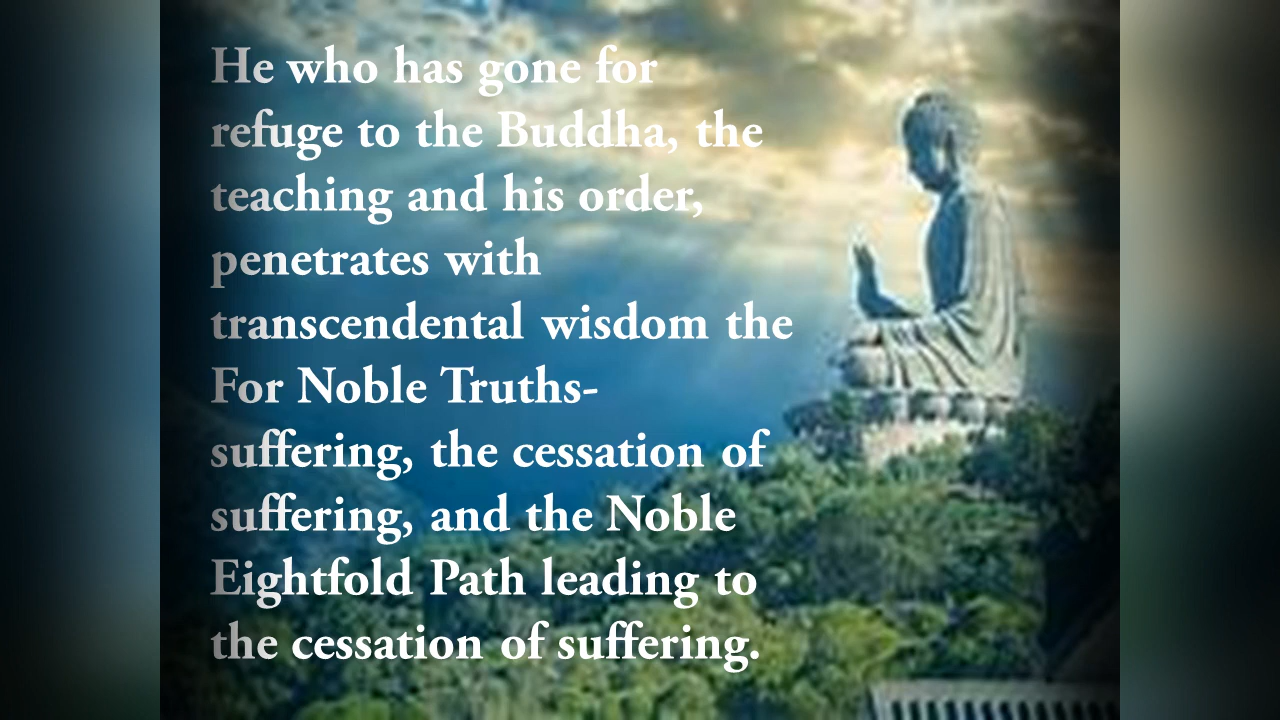 He who has gone for
refuge to the Buddha, the
teaching and his order,
penetrates with
transcendental wisdom the
For Noble Truths-
suffering, the cessation of
suffering, and the Noble
Eightfold Path leading to
the cessation of suffering.